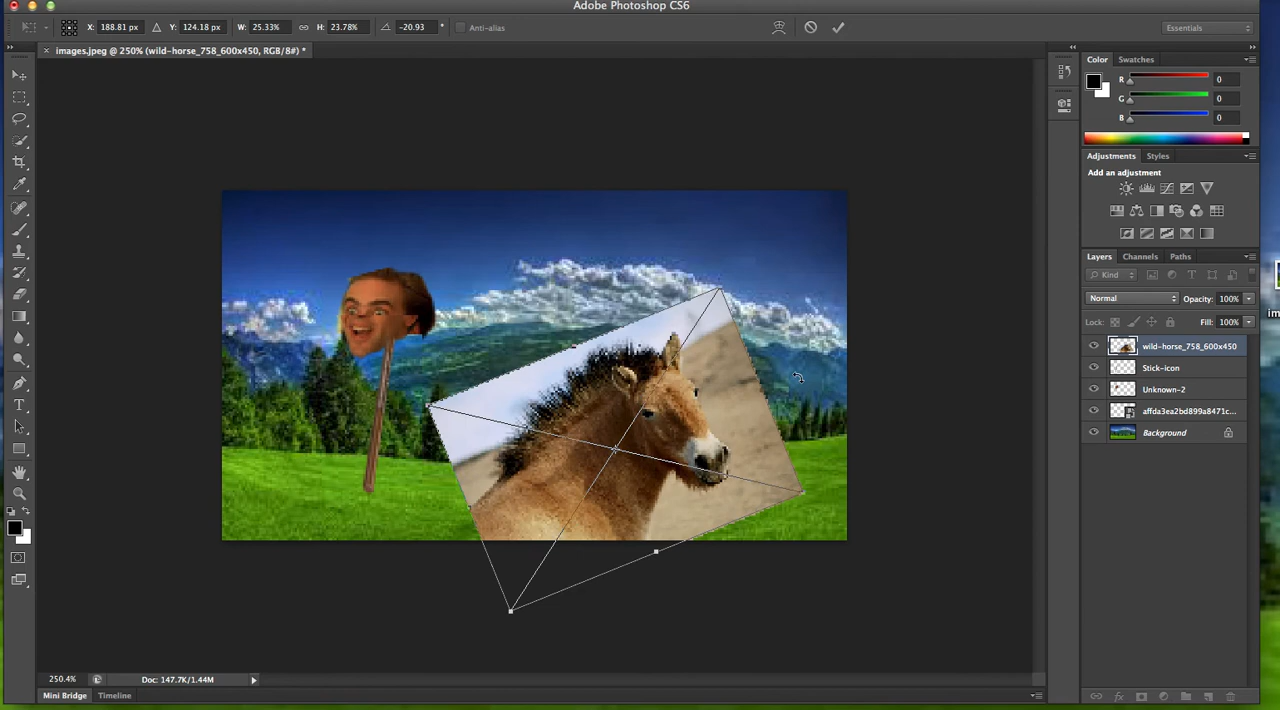 Adobe Photoshop CS6
X: 188.81 px Y: 124.18 px W: 25.33% H: 23.78% -20.93 ° Anti-alias Essentials
images.jpeg @ 250% (wild-horse_758_600x450, RGB/8#) *
Color Swatches
R 0
G 0
B 0
Adjustments Styles
Add an adjustment
Layers Channels Paths
Kind
Normal Opacity: 100%
Lock: Fill: 100%
wild-horse_758_600x450
Stick-icon
Unknown-2
affda3ea2bd899a8471c...
Background
250.4% Doc: 147.7K/1.44M
Mini Bridge Timeline